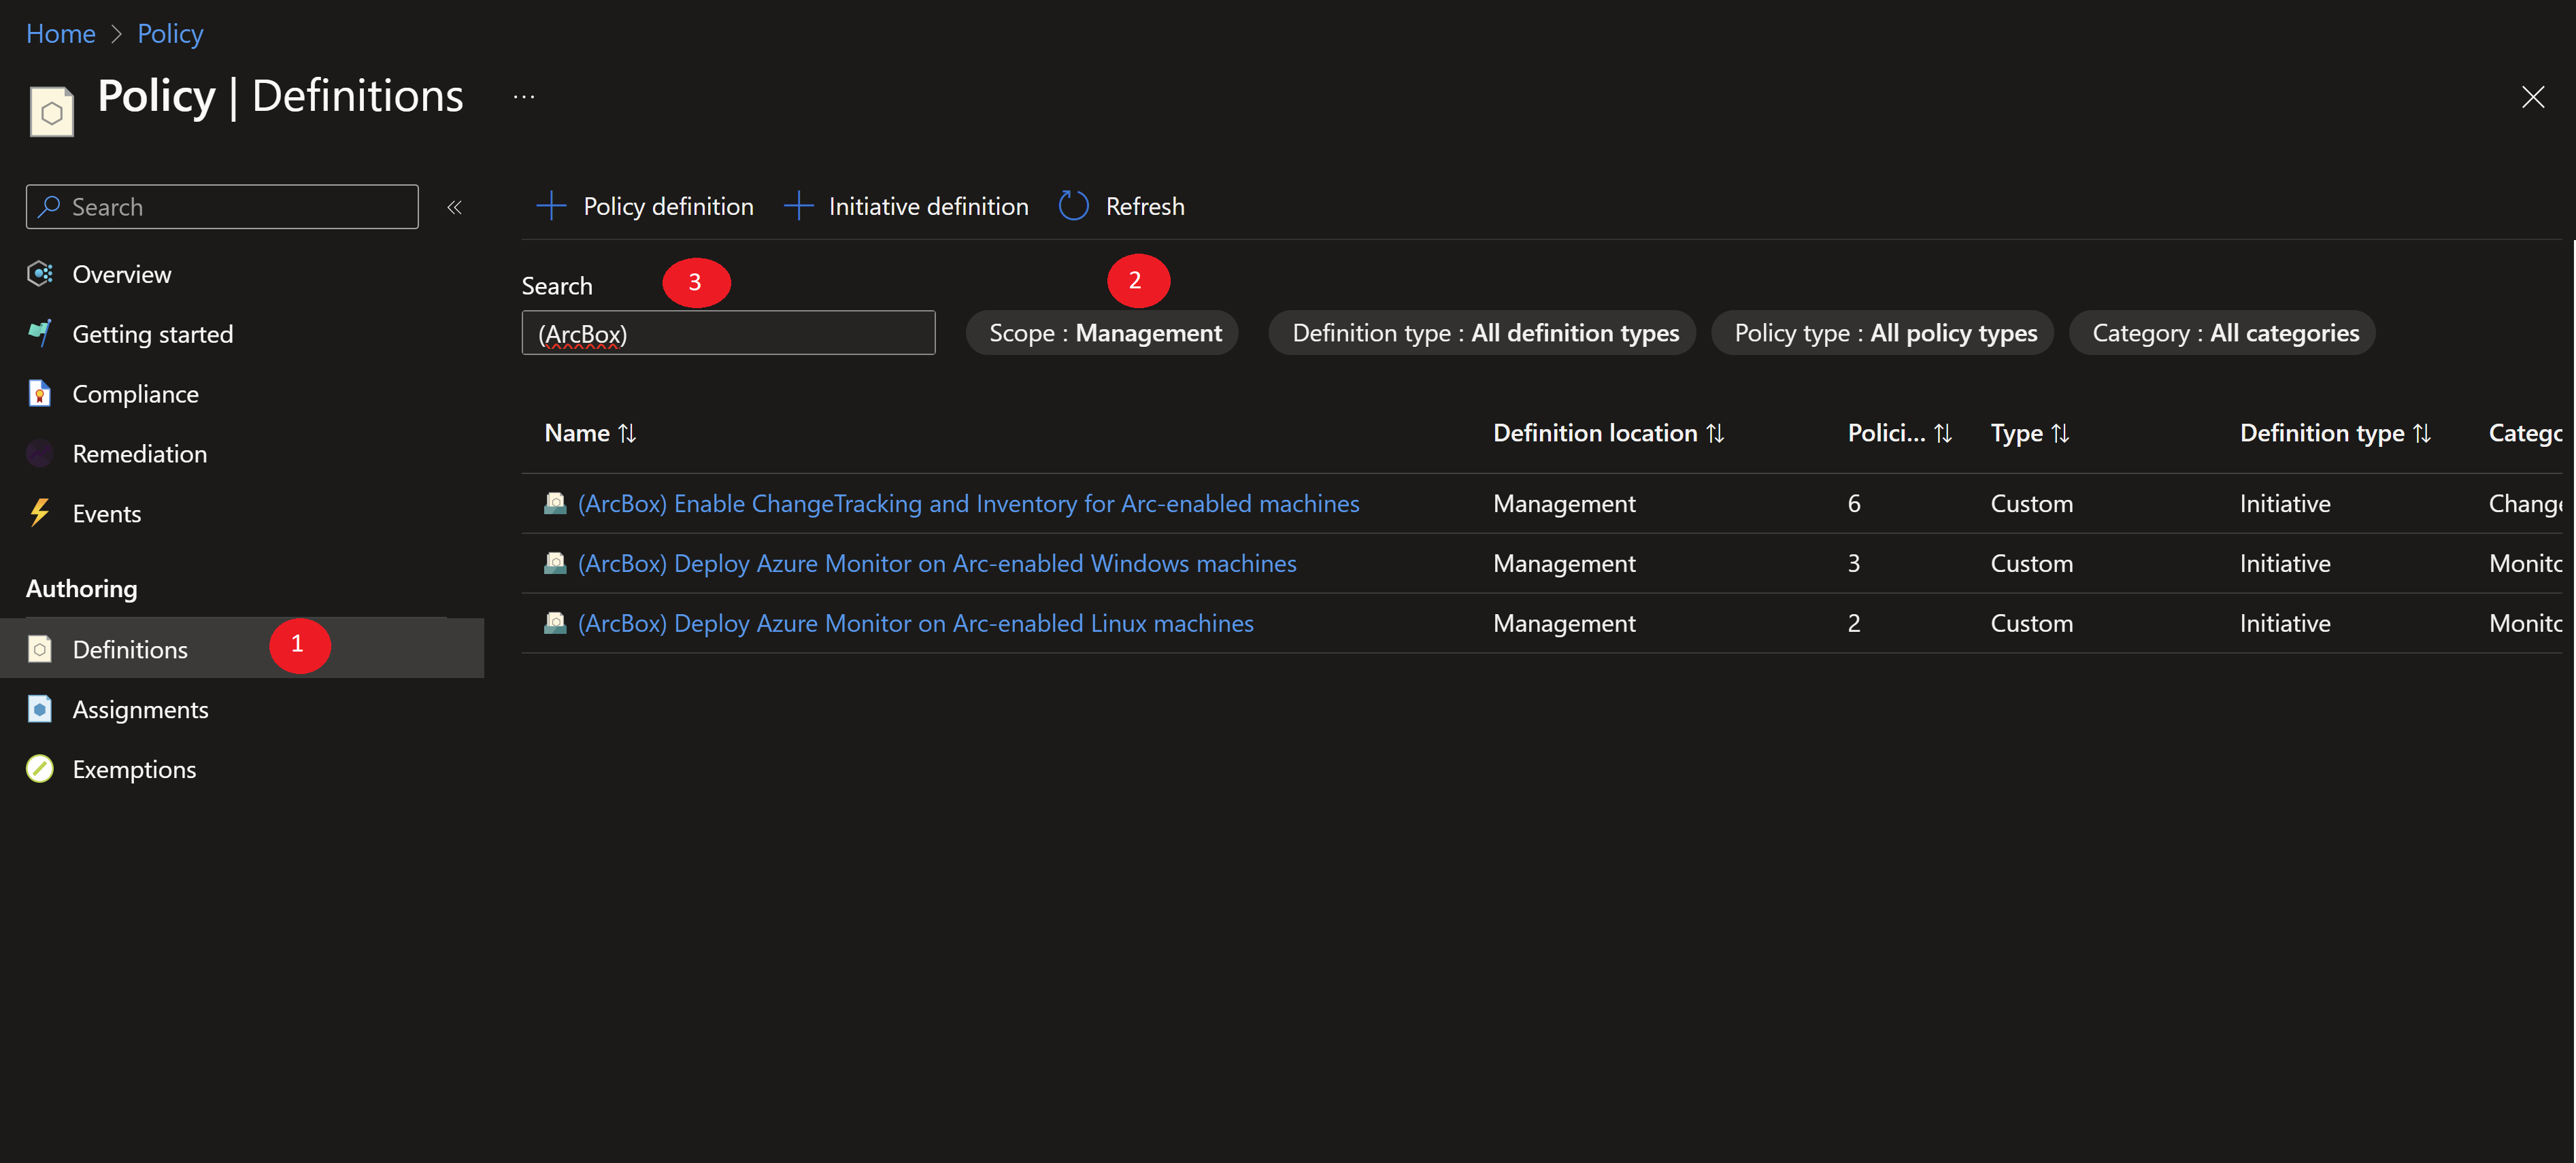 Home > Policy
Policy | Definitions ...
Search «
Overview
Getting started
Compliance
Remediation
Events
Authoring
Definitions 1
Assignments
Exemptions
+ Policy definition + Initiative definition Refresh
Search 3 2
(ArcBox) Scope : Management Definition type : All definition types Policy type : All policy types Category : All categories
Name ↑↓ Definition location ↑↓ Polici... ↑↓ Type ↑↓ Definition type ↑↓ Catego
(ArcBox) Enable ChangeTracking and Inventory for Arc-enabled machines Management 6 Custom Initiative Change
(ArcBox) Deploy Azure Monitor on Arc-enabled Windows machines Management 3 Custom Initiative Monito
(ArcBox) Deploy Azure Monitor on Arc-enabled Linux machines Management 2 Custom Initiative Monito